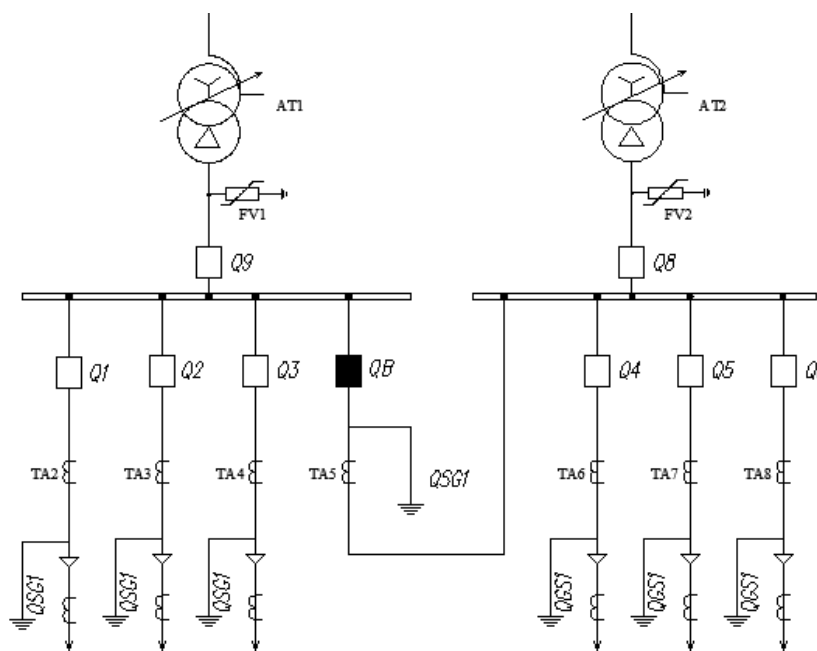 AT1
AT2
FV1
FV2
Q9
Q8
Q1
Q2
Q3
QB
Q4
Q5
Q
TA2
TA3
TA4
TA5
QSG1
TA6
TA7
TA8
QSG1
QSG1
QSG1
QGS1
QGS1
QGS1